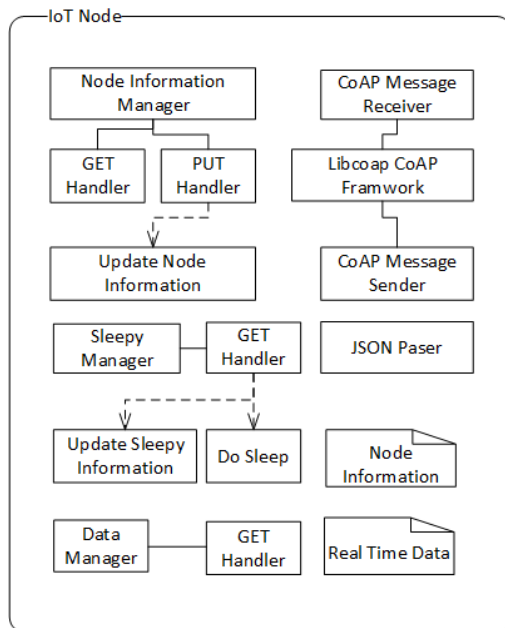 IoT Node
Node Information
Manager
GET
Handler
PUT
Handler
Update Node
Information
CoAP Message
Receiver
Libcoap CoAP
Framwork
CoAP Message
Sender
Sleepy
Manager
GET
Handler
JSON Paser
Update Sleepy
Information
Do Sleep
Node
Information
Data
Manager
GET
Handler
Real Time Data